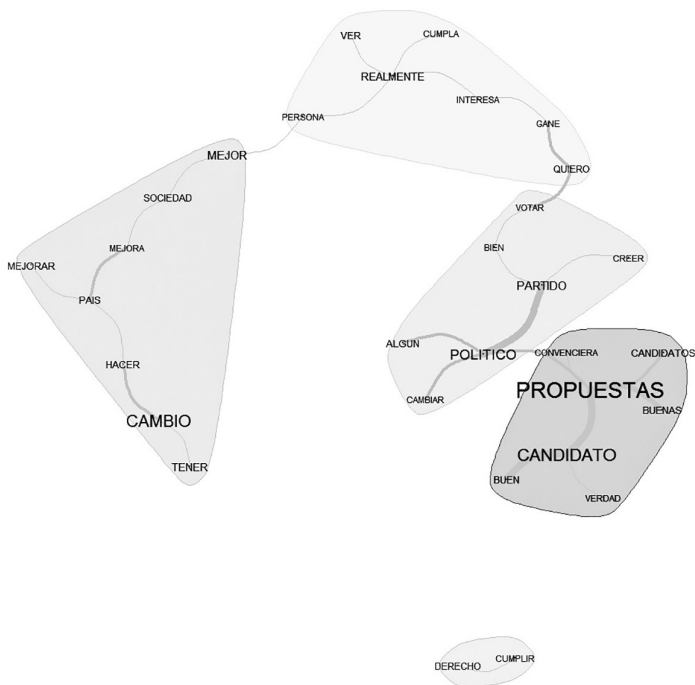 VER
CUMPLA
REALMENTE
INTERESA
PERSONA
GANE
QUIERO
MEJOR
SOCIEDAD
MEJORA
MEJORAR
PAIS
HACER
CAMBIO
TENER
VOTAR
BIEN
CREER
PARTIDO
ALGUN
POLITICO
CAMBIAR
CONVENCIERA
CANDIDATOS
PROPUESTAS
BUENAS
CANDIDATO
BUEN
VERDAD
DERECHO
CUMPLIR